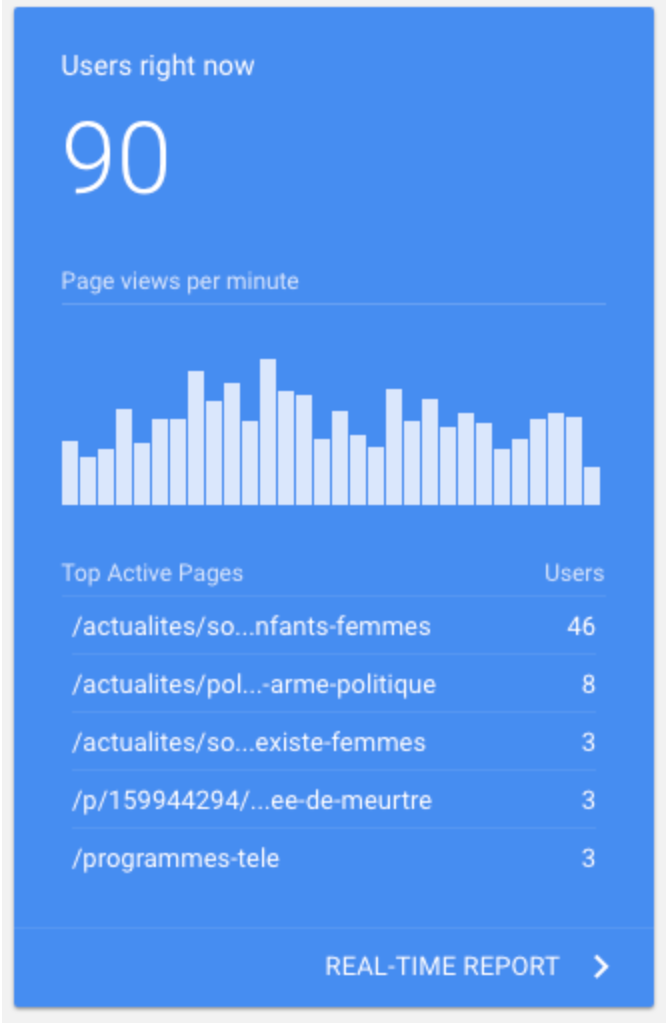 Users right now
90
Page views per minute
Top Active Pages Users
/actualites/so...nfants-femmes 46
/actualites/pol...-arme-politique 8
/actualites/so...existe-femmes 3
/p/159944294/...ee-de-meurtre 3
/programmes-tele 3
REAL-TIME REPORT